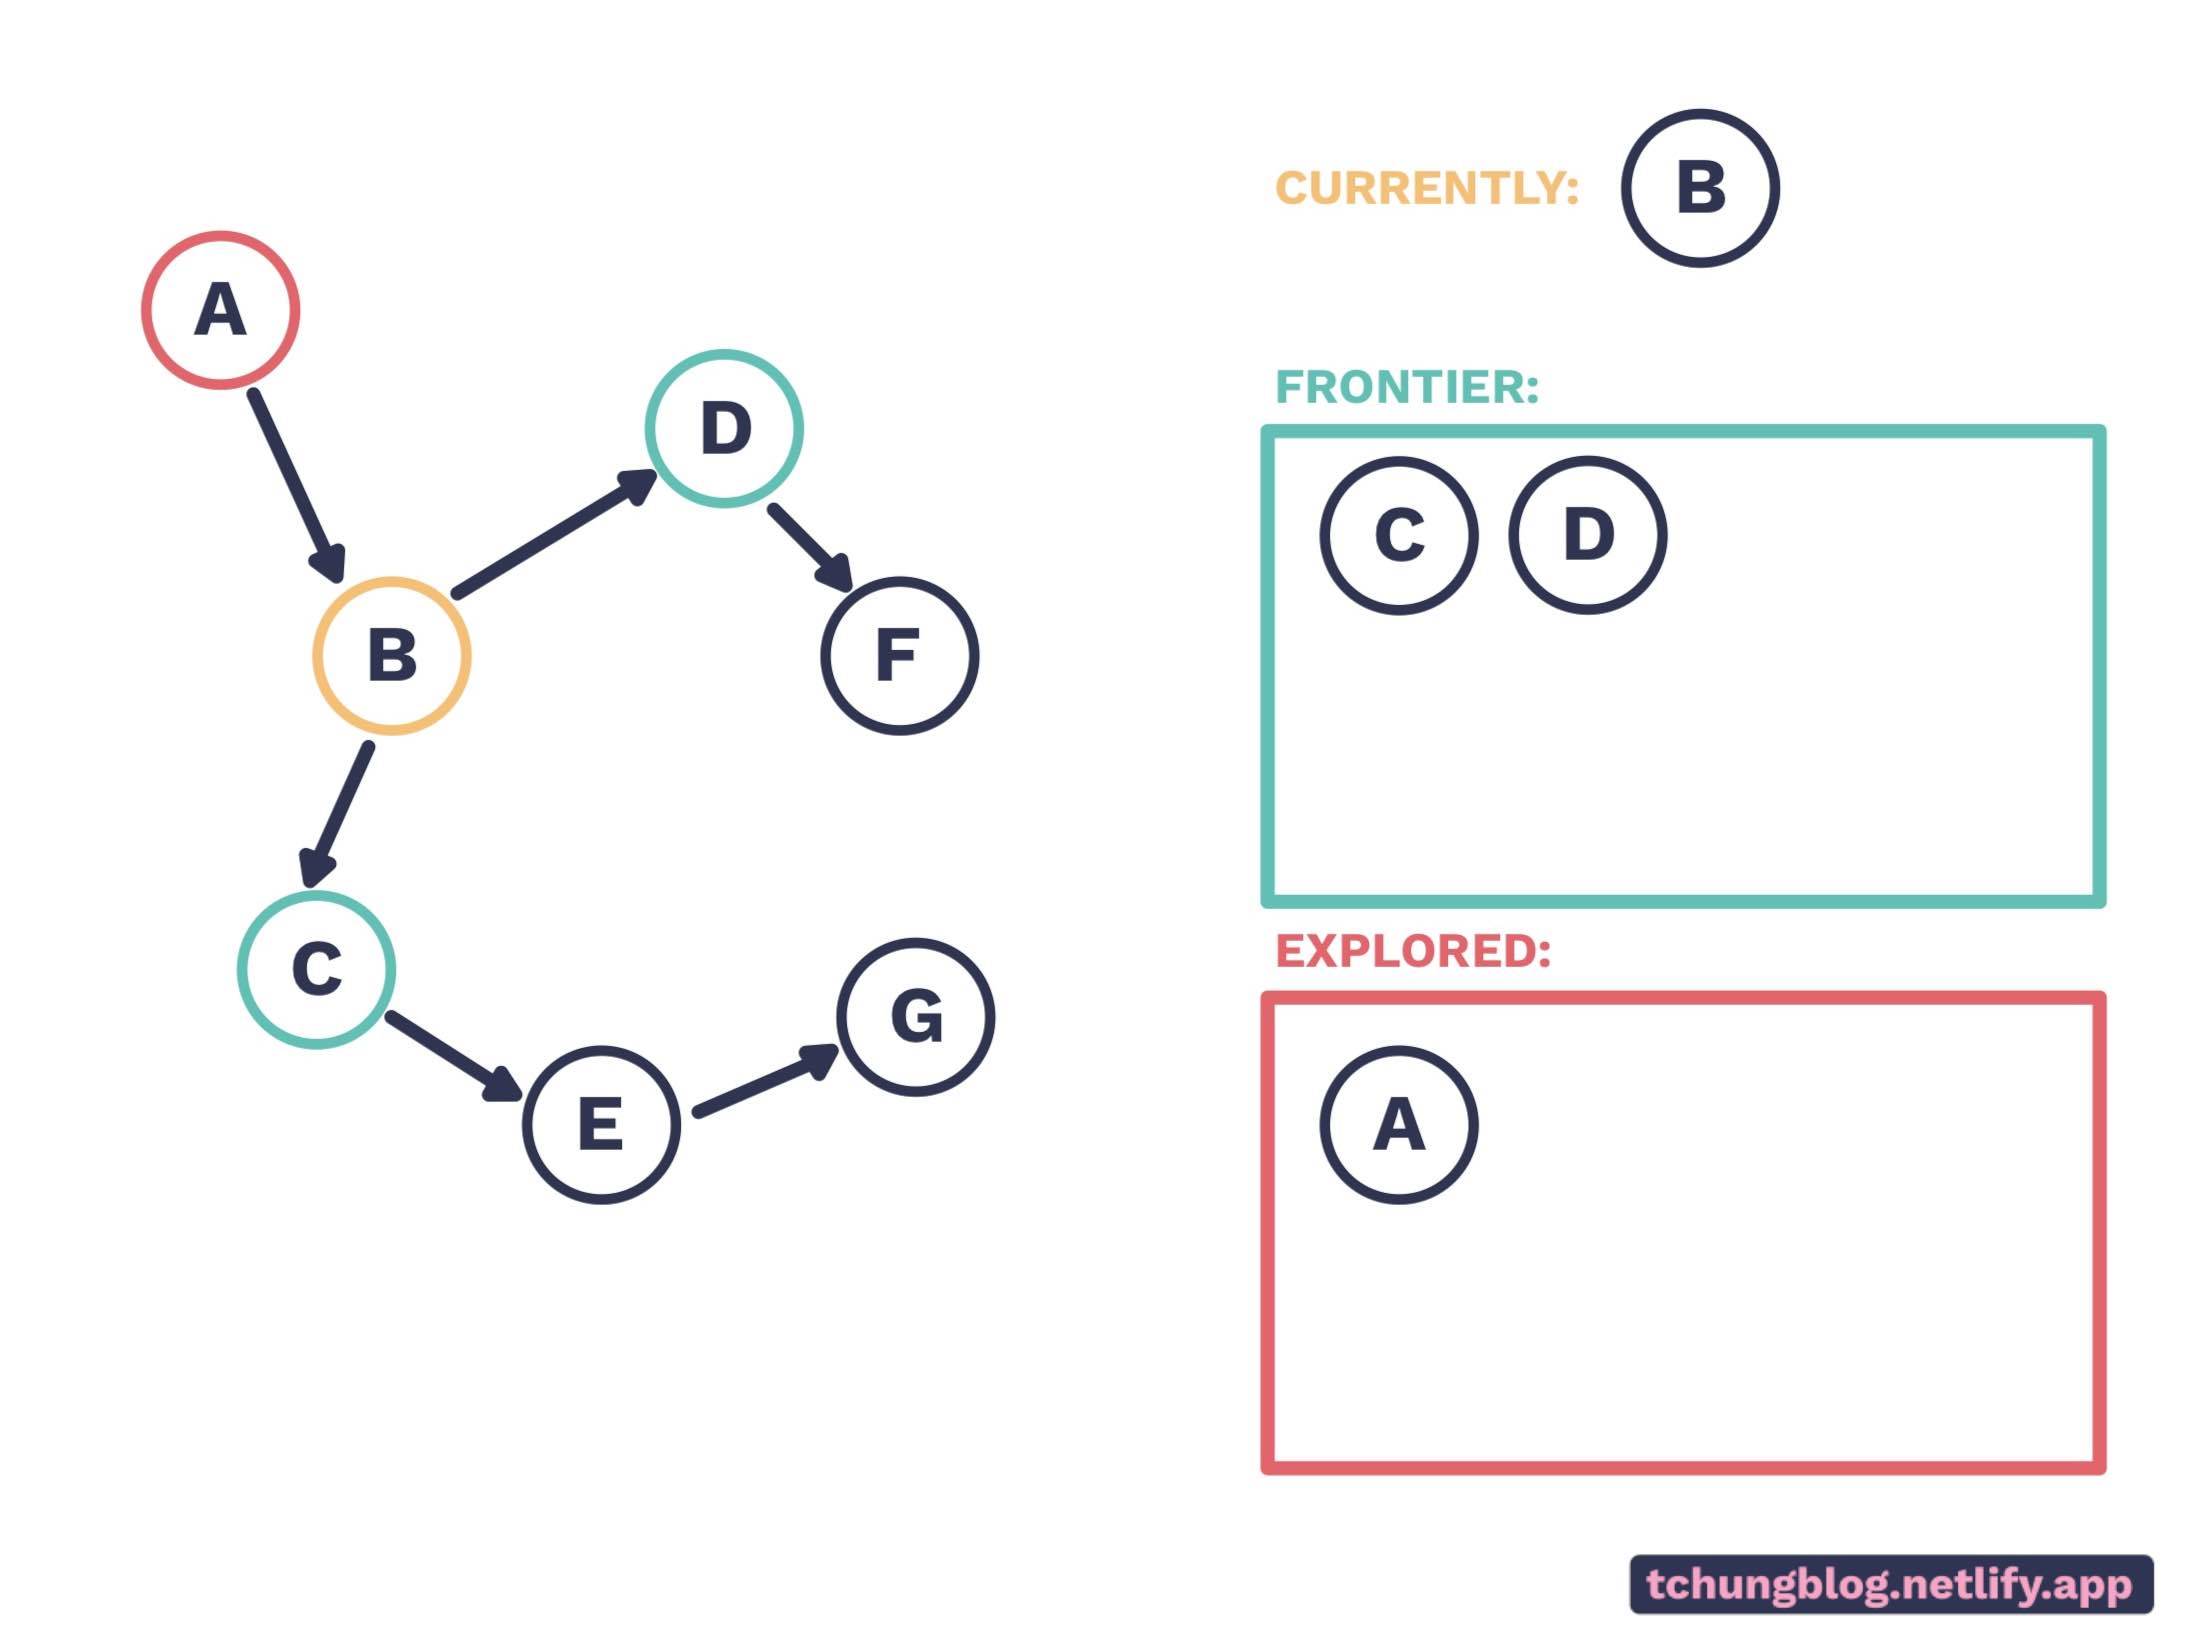 A
D
B
F
C
G
E
CURRENTLY: B
FRONTIER:
C D
EXPLORED:
A
tchungblog.netlify.app